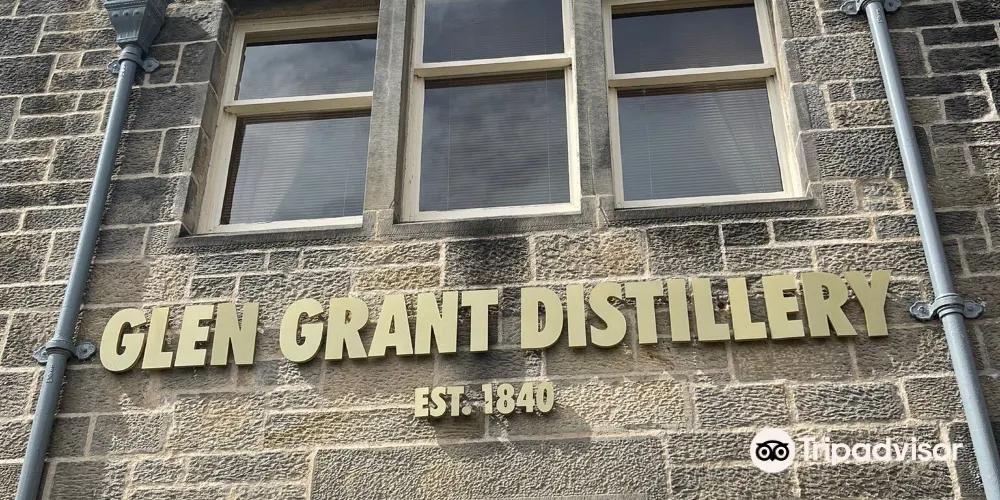 GLEN GRANT DISTILLERY
EST. 1840
Tripadvisor